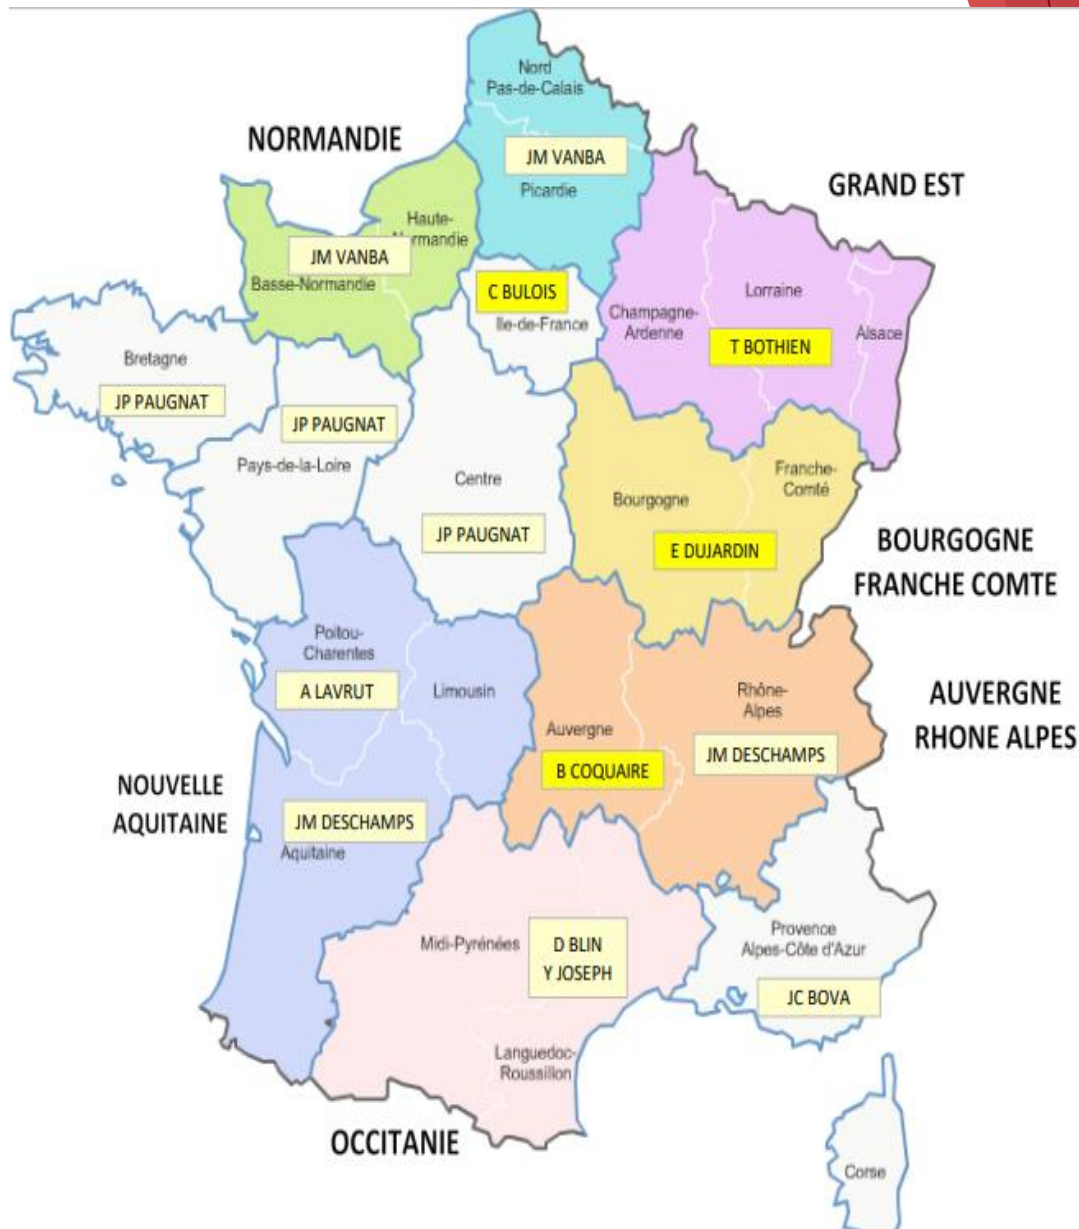 Nord
Pas-de-Calais
NORMANDIE
JM VANBA
Picardie
GRAND EST
Haute-
Normandie
JM VANBA
Basse-Normandie
C BULOIS
Ile-de-France
Lorraine
Champagne-
Ardenne
Alsace
T BOTHIEN
Bretagne
JP PAUGNAT
JP PAUGNAT
Pays-de-la-Loire
Centre
JP PAUGNAT
Franche-
Comté
Bourgogne
E DUJARDIN
BOURGOGNE
FRANCHE COMTE
Poitou-
Charentes
A LAVRUT
Limousin
Rhône-
Alpes
AUVERGNE
RHONE ALPES
Auvergne
B COQUAIRE
JM DESCHAMPS
NOUVELLE
AQUITAINE
JM DESCHAMPS
Aquitaine
Midi-Pyrénées
D BLIN
Y JOSEPH
Provence
Alpes-Côte d'Azur
JC BOVA
Languedoc-
Roussillon
OCCITANIE
Corse